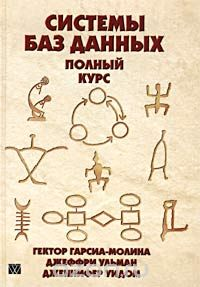 СИСТЕМЫ
БАЗ ДАННЫХ
ПОЛНЫЙ
КУРС
ГЕКТОР ГАРСИА-МОЛИНА
ДЖЕФФРИ УЛЬМАН
ДЖЕННИФЕР УИДОМ